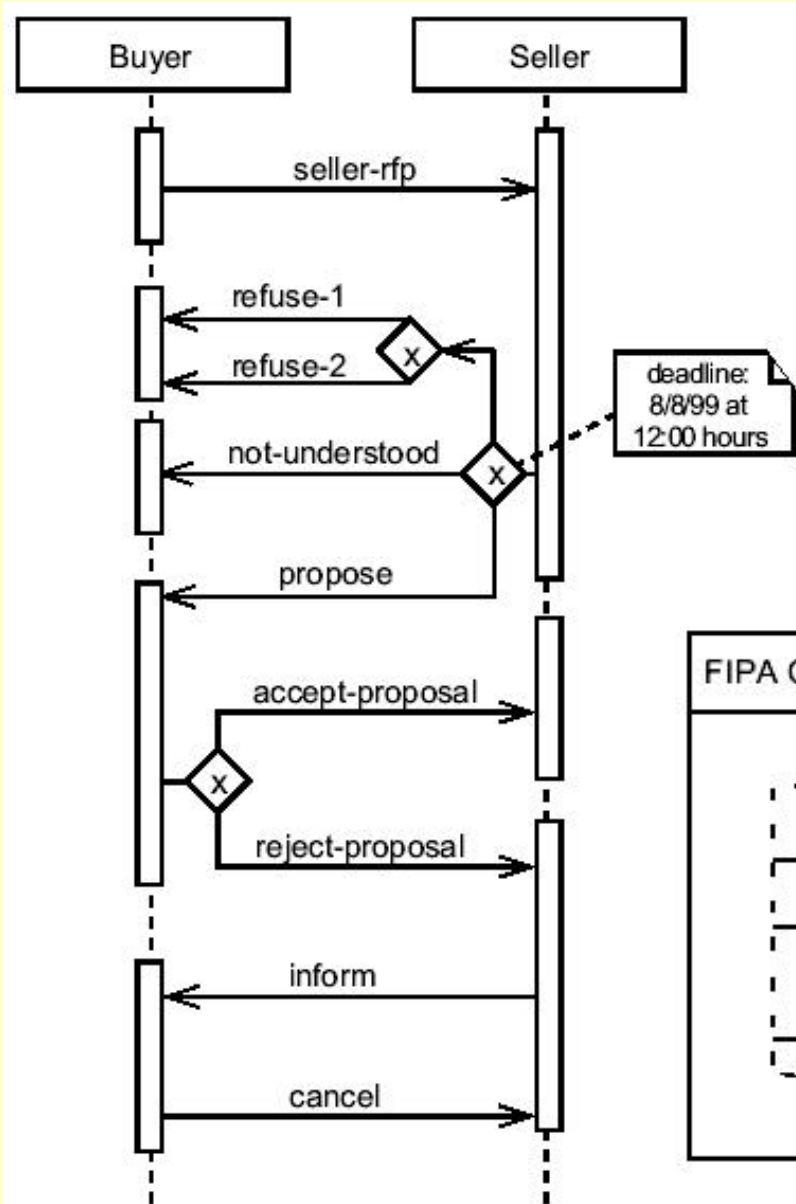 Buyer
Seller
seller-rfp
refuse-1
x
refuse-2
deadline:
8/8/99 at
12:00 hours
not-understood
x
propose
accept-proposal
x
reject-proposal
FIPA
inform
cancel